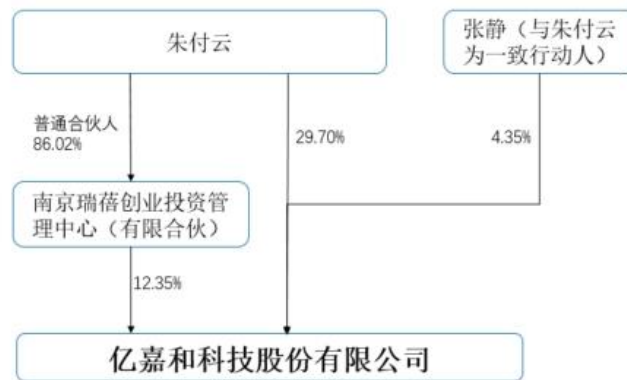 朱付云
张静（与朱付云
为一致行动人）
普通合伙人
86.02%
29.70%
4.35%
南京瑞蓓创业投资管
理中心（有限合伙）
12.35%
亿嘉和科技股份有限公司